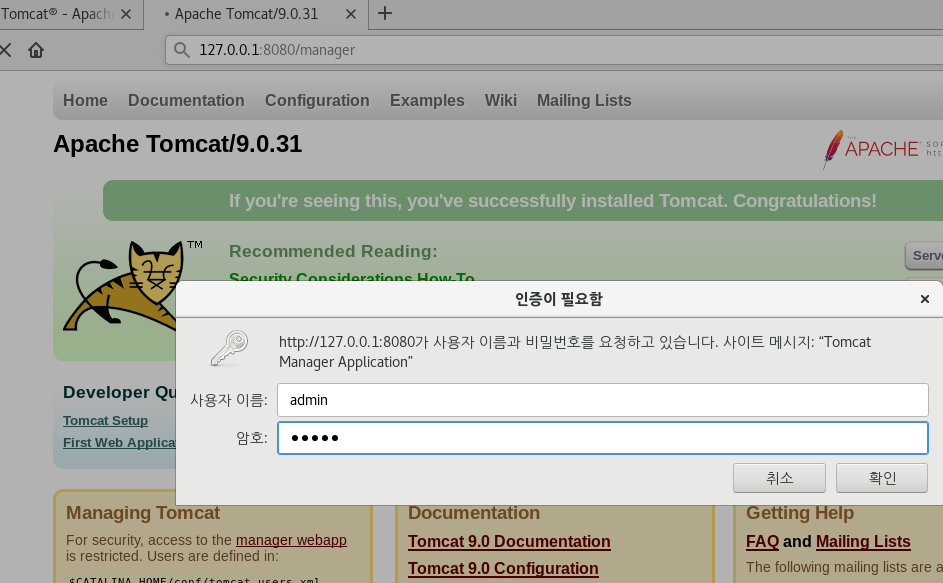 Tomcat® - Apach
• Apache Tomcat/9.0.31
127.0.0.1:8080/manager
Home Documentation Configuration Examples Wiki Mailing Lists
Apache Tomcat/9.0.31
THE
APACHE
If you're seeing this, you've successfully installed Tomcat. Congratulations!
TM
Recommended Reading:
Security Considerations How-To
Serve
인증이 필요함
http://127.0.0.1:8080가 사용자 이름과 비밀번호를 요청하고 있습니다. 사이트 메시지: “Tomcat
Manager Application”
사용자 이름: admin
암호: •••••
취소 확인
Developer Qu
Tomcat Setup
First Web Applica
Managing Tomcat
For security, access to the manager webapp
is restricted. Users are defined in:
$CATALINA_HOME/conf/tomcat-users.xml
Documentation
Tomcat 9.0 Documentation
Tomcat 9.0 Configuration
Getting Help
FAQ and Mailing Lists
The following mailing lists are a